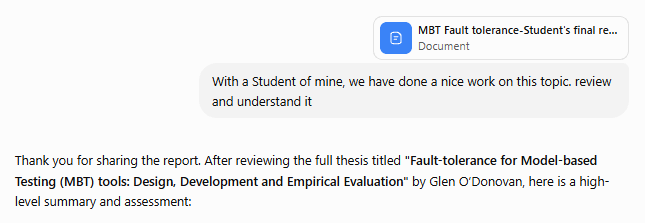 MBT Fault tolerance-Student's final re...
Document
With a Student of mine, we have done a nice work on this topic. review
and understand it
Thank you for sharing the report. After reviewing the full thesis titled "Fault-tolerance for Model-based
Testing (MBT) tools: Design, Development and Empirical Evaluation" by Glen O’Donovan, here is a high-
level summary and assessment: